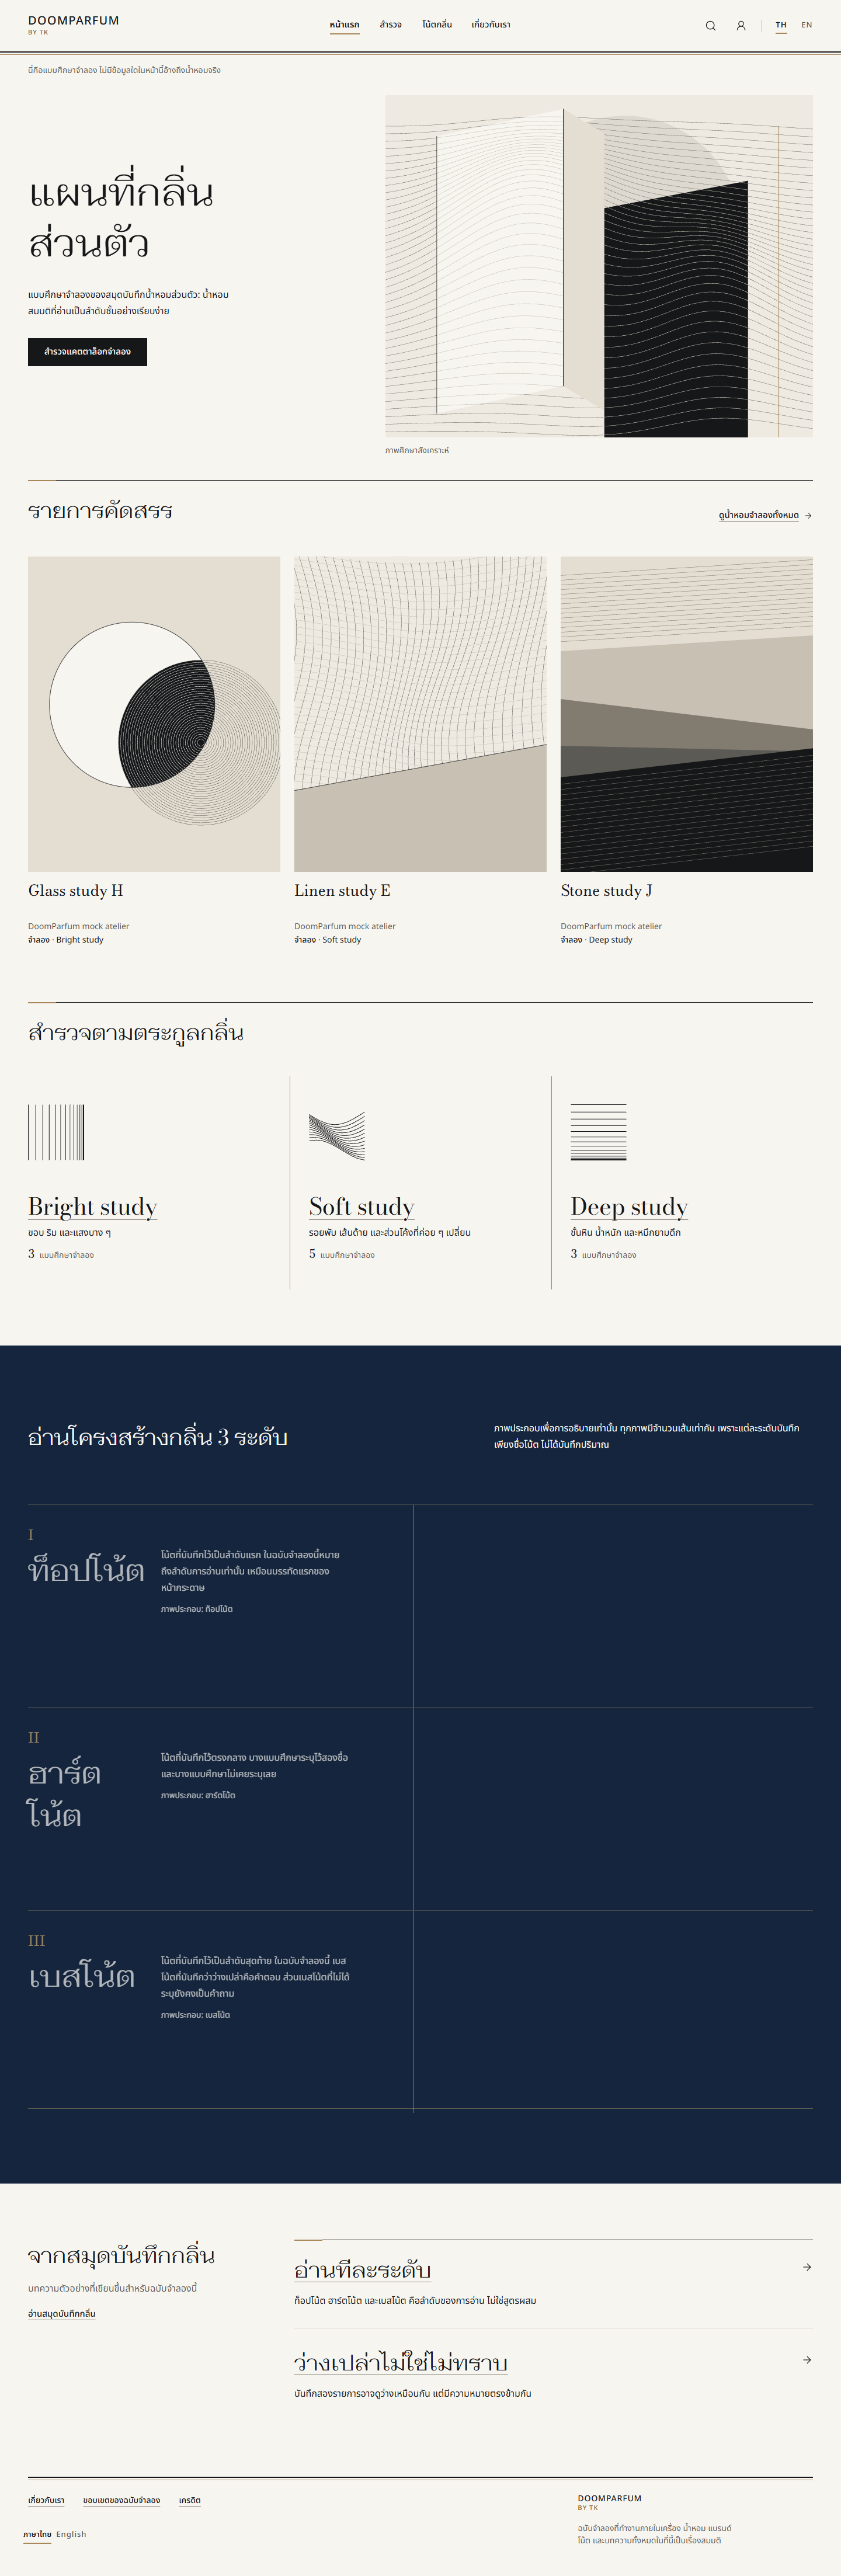 DOOMPARFUM
BY TK
หน้าแรก
สำรวจ
โน้ตกลิ่น
เกี่ยวกับเรา
TH
EN
นี่คือแบบศึกษาจำลอง ไม่มีข้อมูลใดในหน้านี้อ้างถึงน้ำหอมจริง
แผนที่กลิ่น
ส่วนตัว
แบบศึกษาจำลองของสมุดบันทึกน้ำหอมส่วนตัว: น้ำหอม
สมมติที่อ่านเป็นลำดับชั้นอย่างเรียบง่าย
สำรวจแคตตาล็อกจำลอง
ภาพศึกษาสังเคราะห์
รายการคัดสรร
ดูน้ำหอมจำลองทั้งหมด →
Glass study H
DoomParfum mock atelier
จำลอง · Bright study
Linen study E
DoomParfum mock atelier
จำลอง · Soft study
Stone study J
DoomParfum mock atelier
จำลอง · Deep study
สำรวจตามตระกูลกลิ่น
Bright study
ขอบ ริม และแสงบาง ๆ
3 แบบศึกษาจำลอง
Soft study
รอยพับ เส้นด้าย และส่วนโค้งที่ค่อย ๆ เปลี่ยน
5 แบบศึกษาจำลอง
Deep study
ชั้นหิน น้ำหนัก และหมึกยามดึก
3 แบบศึกษาจำลอง
อ่านโครงสร้างกลิ่น 3 ระดับ
ภาพประกอบเพื่อการอธิบายเท่านั้น ทุกภาพมีจำนวนเส้นเท่ากัน เพราะแต่ละระดับบันทึก
เพียงชื่อโน้ต ไม่ได้บันทึกปริมาณ
I
ท็อปโน้ต
โน้ตที่บันทึกไว้เป็นลำดับแรก ในฉบับจำลองนี้หมาย
ถึงลำดับการอ่านเท่านั้น เหมือนบรรทัดแรกของ
หน้ากระดาษ
ภาพประกอบ: ท็อปโน้ต
II
ฮาร์ต
โน้ต
โน้ตที่บันทึกไว้ตรงกลาง บางแบบศึกษาระบุไว้สองชื่อ
และบางแบบศึกษาไม่เคยระบุเลย
ภาพประกอบ: ฮาร์ตโน้ต
III
เบสโน้ต
โน้ตที่บันทึกไว้เป็นลำดับสุดท้าย ในฉบับจำลองนี้ เบส
โน้ตที่บันทึกว่าว่างเปล่าคือคำตอบ ส่วนเบสโน้ตที่ไม่ได้
ระบุยังคงเป็นคำถาม
ภาพประกอบ: เบสโน้ต
จากสมุดบันทึกกลิ่น
บทความตัวอย่างที่เขียนขึ้นสำหรับฉบับจำลองนี้
อ่านสมุดบันทึกกลิ่น
อ่านทีละระดับ →
ท็อปโน้ต ฮาร์ตโน้ต และเบสโน้ต คือลำดับของการอ่าน ไม่ใช่สูตรผสม
ว่างเปล่าไม่ใช่ไม่ทราบ →
บันทึกสองรายการอาจดูว่างเหมือนกัน แต่มีความหมายตรงข้ามกัน
เกี่ยวกับเรา
ขอบเขตของฉบับจำลอง
เครดิต
ภาษาไทย English
DOOMPARFUM
BY TK
ฉบับจำลองที่ทำงานภายในเครื่อง น้ำหอม แบรนด์
โน้ต และบทความทั้งหมดในที่นี้เป็นเรื่องสมมติ